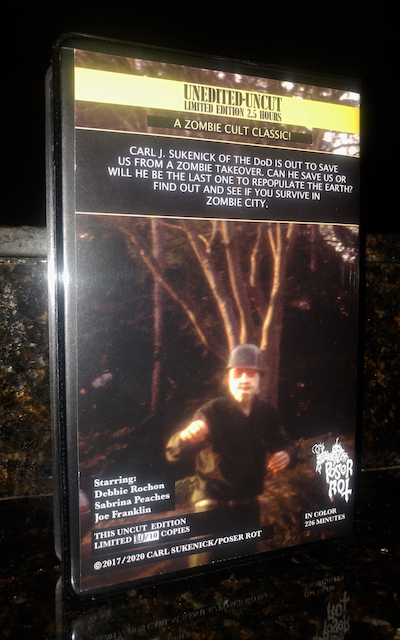 UNEDITED-UNCUT
LIMITED EDITION 2.5 HOURS
A ZOMBIE CULT CLASSIC!
CARL J. SUKENICK OF THE DoD IS OUT TO SAVE
US FROM A ZOMBIE TAKEOVER. CAN HE SAVE US OR
WILL HE BE THE LAST ONE TO REPOPULATE THE EARTH?
FIND OUT AND SEE IF YOU SURVIVE IN
ZOMBIE CITY.
Starring:
Debbie Rochon
Sabrina Peaches
Joe Franklin
THIS UNCUT EDITION
LIMITED COPIES
©2017/2020 CARL SUKENICK/POSER ROT
POSER
ROT
IN COLOR
226 MINUTES